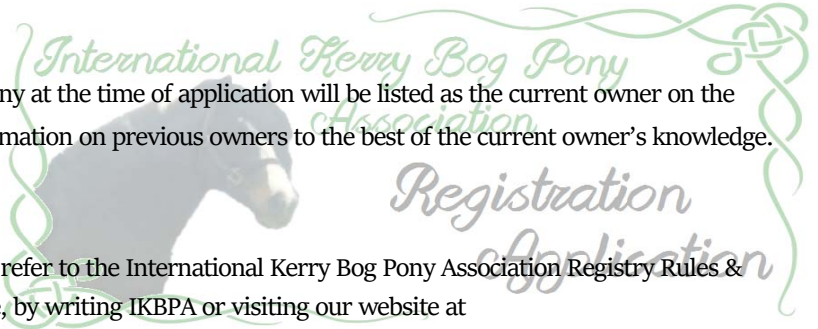 International Kerry Bog Pony
ny at the time of application will be listed as the current owner on the
Association
mation on previous owners to the best of the current owner’s knowledge.
Registration
Application
refer to the International Kerry Bog Pony Association Registry Rules &
, by writing IKBPA or visiting our website at